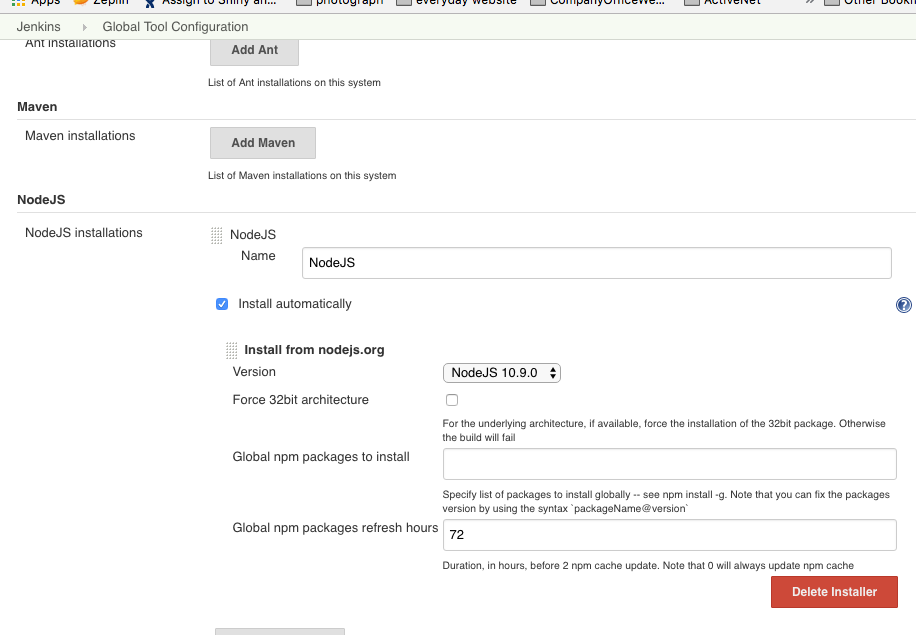 Apps Zeplin Assign to Shiny an... photograph everyday website CompanyOfficeWe... ActiveNet » Other Bookm
Jenkins Global Tool Configuration
Ant installations
Add Ant
List of Ant installations on this system
Maven
Maven installations
Add Maven
List of Maven installations on this system
NodeJS
NodeJS installations
NodeJS
Name
NodeJS
Install automatically
?
Install from nodejs.org
Version
NodeJS 10.9.0
Force 32bit architecture
For the underlying architecture, if available, force the installation of the 32bit package. Otherwise
the build will fail
Global npm packages to install
Specify list of packages to install globally -- see npm install -g. Note that you can fix the packages
version by using the syntax `packageName@version`
Global npm packages refresh hours
72
Duration, in hours, before 2 npm cache update. Note that 0 will always update npm cache
Delete Installer